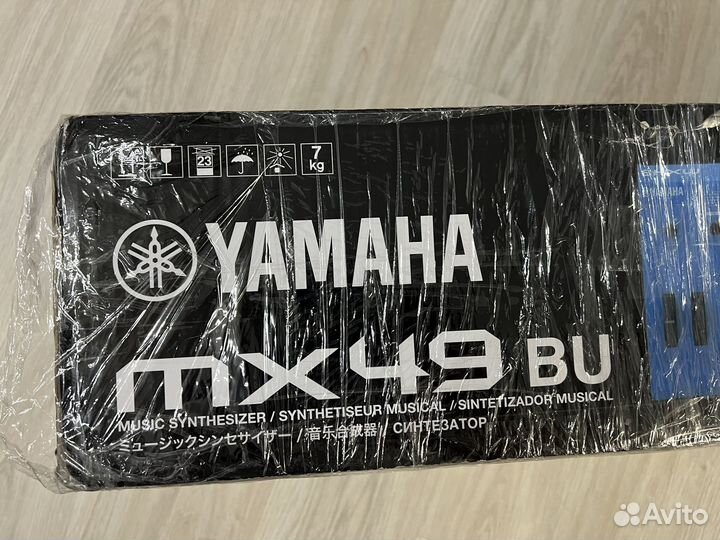 23
7
kg
YAMAHA
YAMAHA
mx49 BU
MUSIC SYNTHESIZER / SYNTHETISEUR MUSICAL / SINTETIZADOR MUSICAL
ミュージックシンセサイザー / 音乐合成器 / СИНТЕЗАТОР
Avito